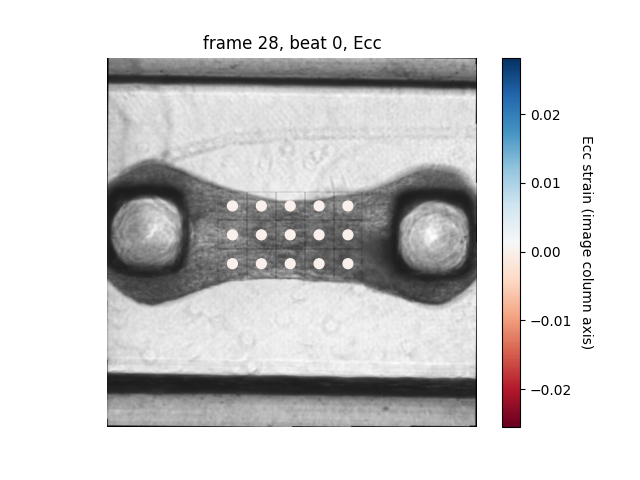 frame 28, beat 0, Ecc
0.02
0.01
0.00
−0.01
−0.02
Ecc strain (image column axis)